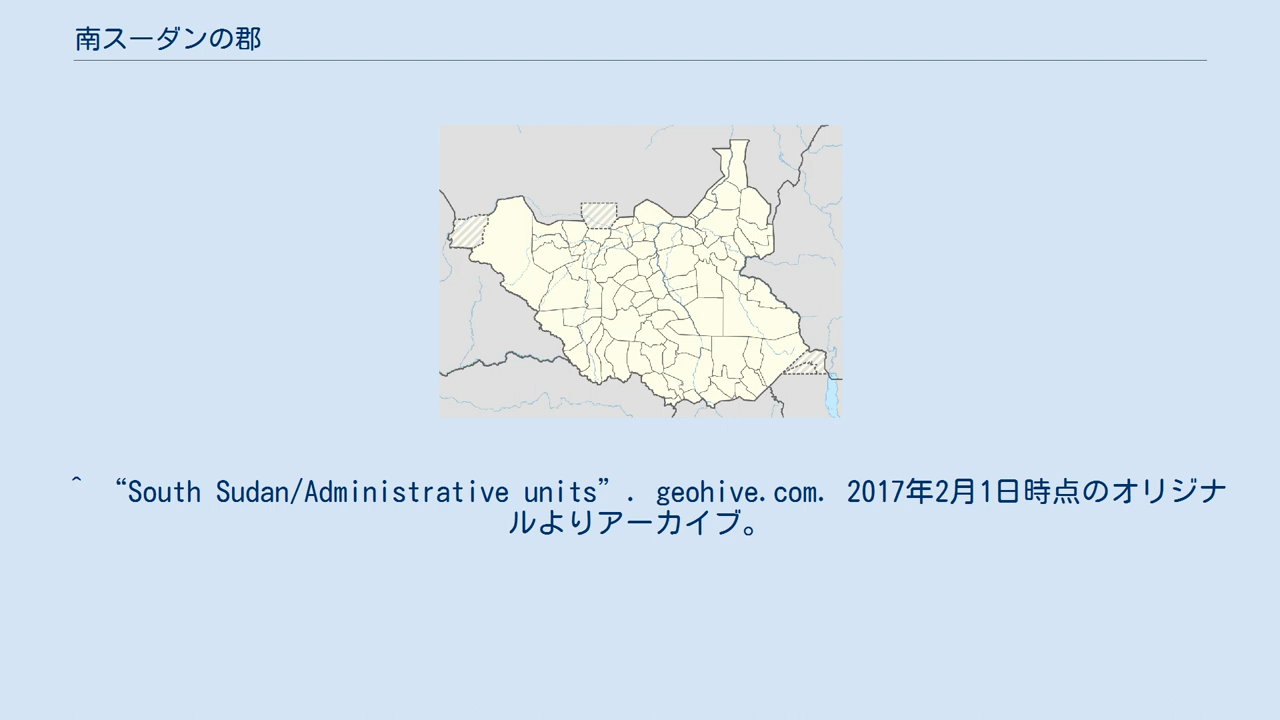 南スーダンの郡
^ “South Sudan/Administrative units”. geohive.com. 2017年2月1日時点のオリジナ
ルよりアーカイブ。